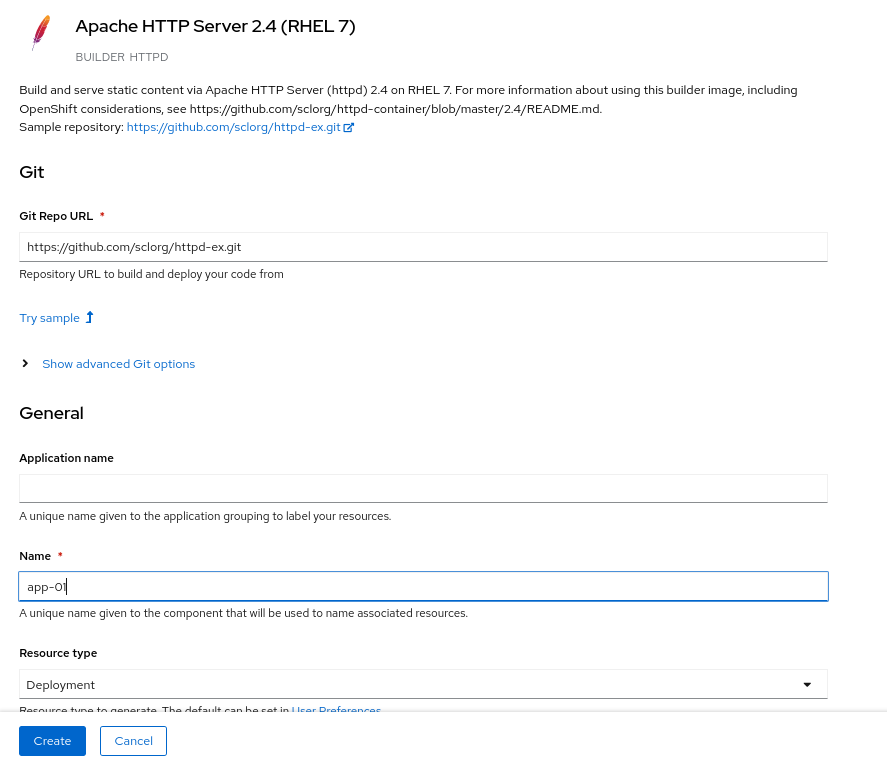 Apache HTTP Server 2.4 (RHEL 7)
BUILDER HTTPD
Build and serve static content via Apache HTTP Server (httpd) 2.4 on RHEL 7. For more information about using this builder image, including
OpenShift considerations, see https://github.com/sclorg/httpd-container/blob/master/2.4/README.md.
Sample repository: https://github.com/sclorg/httpd-ex.git
Git
Git Repo URL *
https://github.com/sclorg/httpd-ex.git
Repository URL to build and deploy your code from
Try sample
Show advanced Git options
General
Application name
A unique name given to the application grouping to label your resources.
Name *
app-01
A unique name given to the component that will be used to name associated resources.
Resource type
Deployment
Resource type to generate. The default can be set in User Preferences.
Create
Cancel